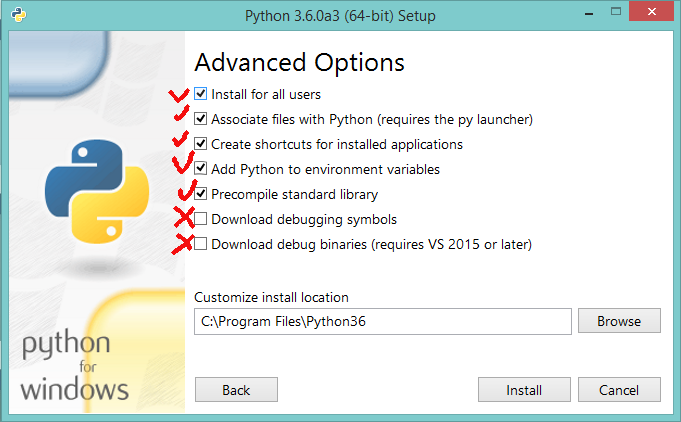 Python 3.6.0a3 (64-bit) Setup
Advanced Options
Install for all users
Associate files with Python (requires the py launcher)
Create shortcuts for installed applications
Add Python to environment variables
Precompile standard library
Download debugging symbols
Download debug binaries (requires VS 2015 or later)
Customize install location
C:\Program Files\Python36
Browse
python
for
windows
Back
Install
Cancel